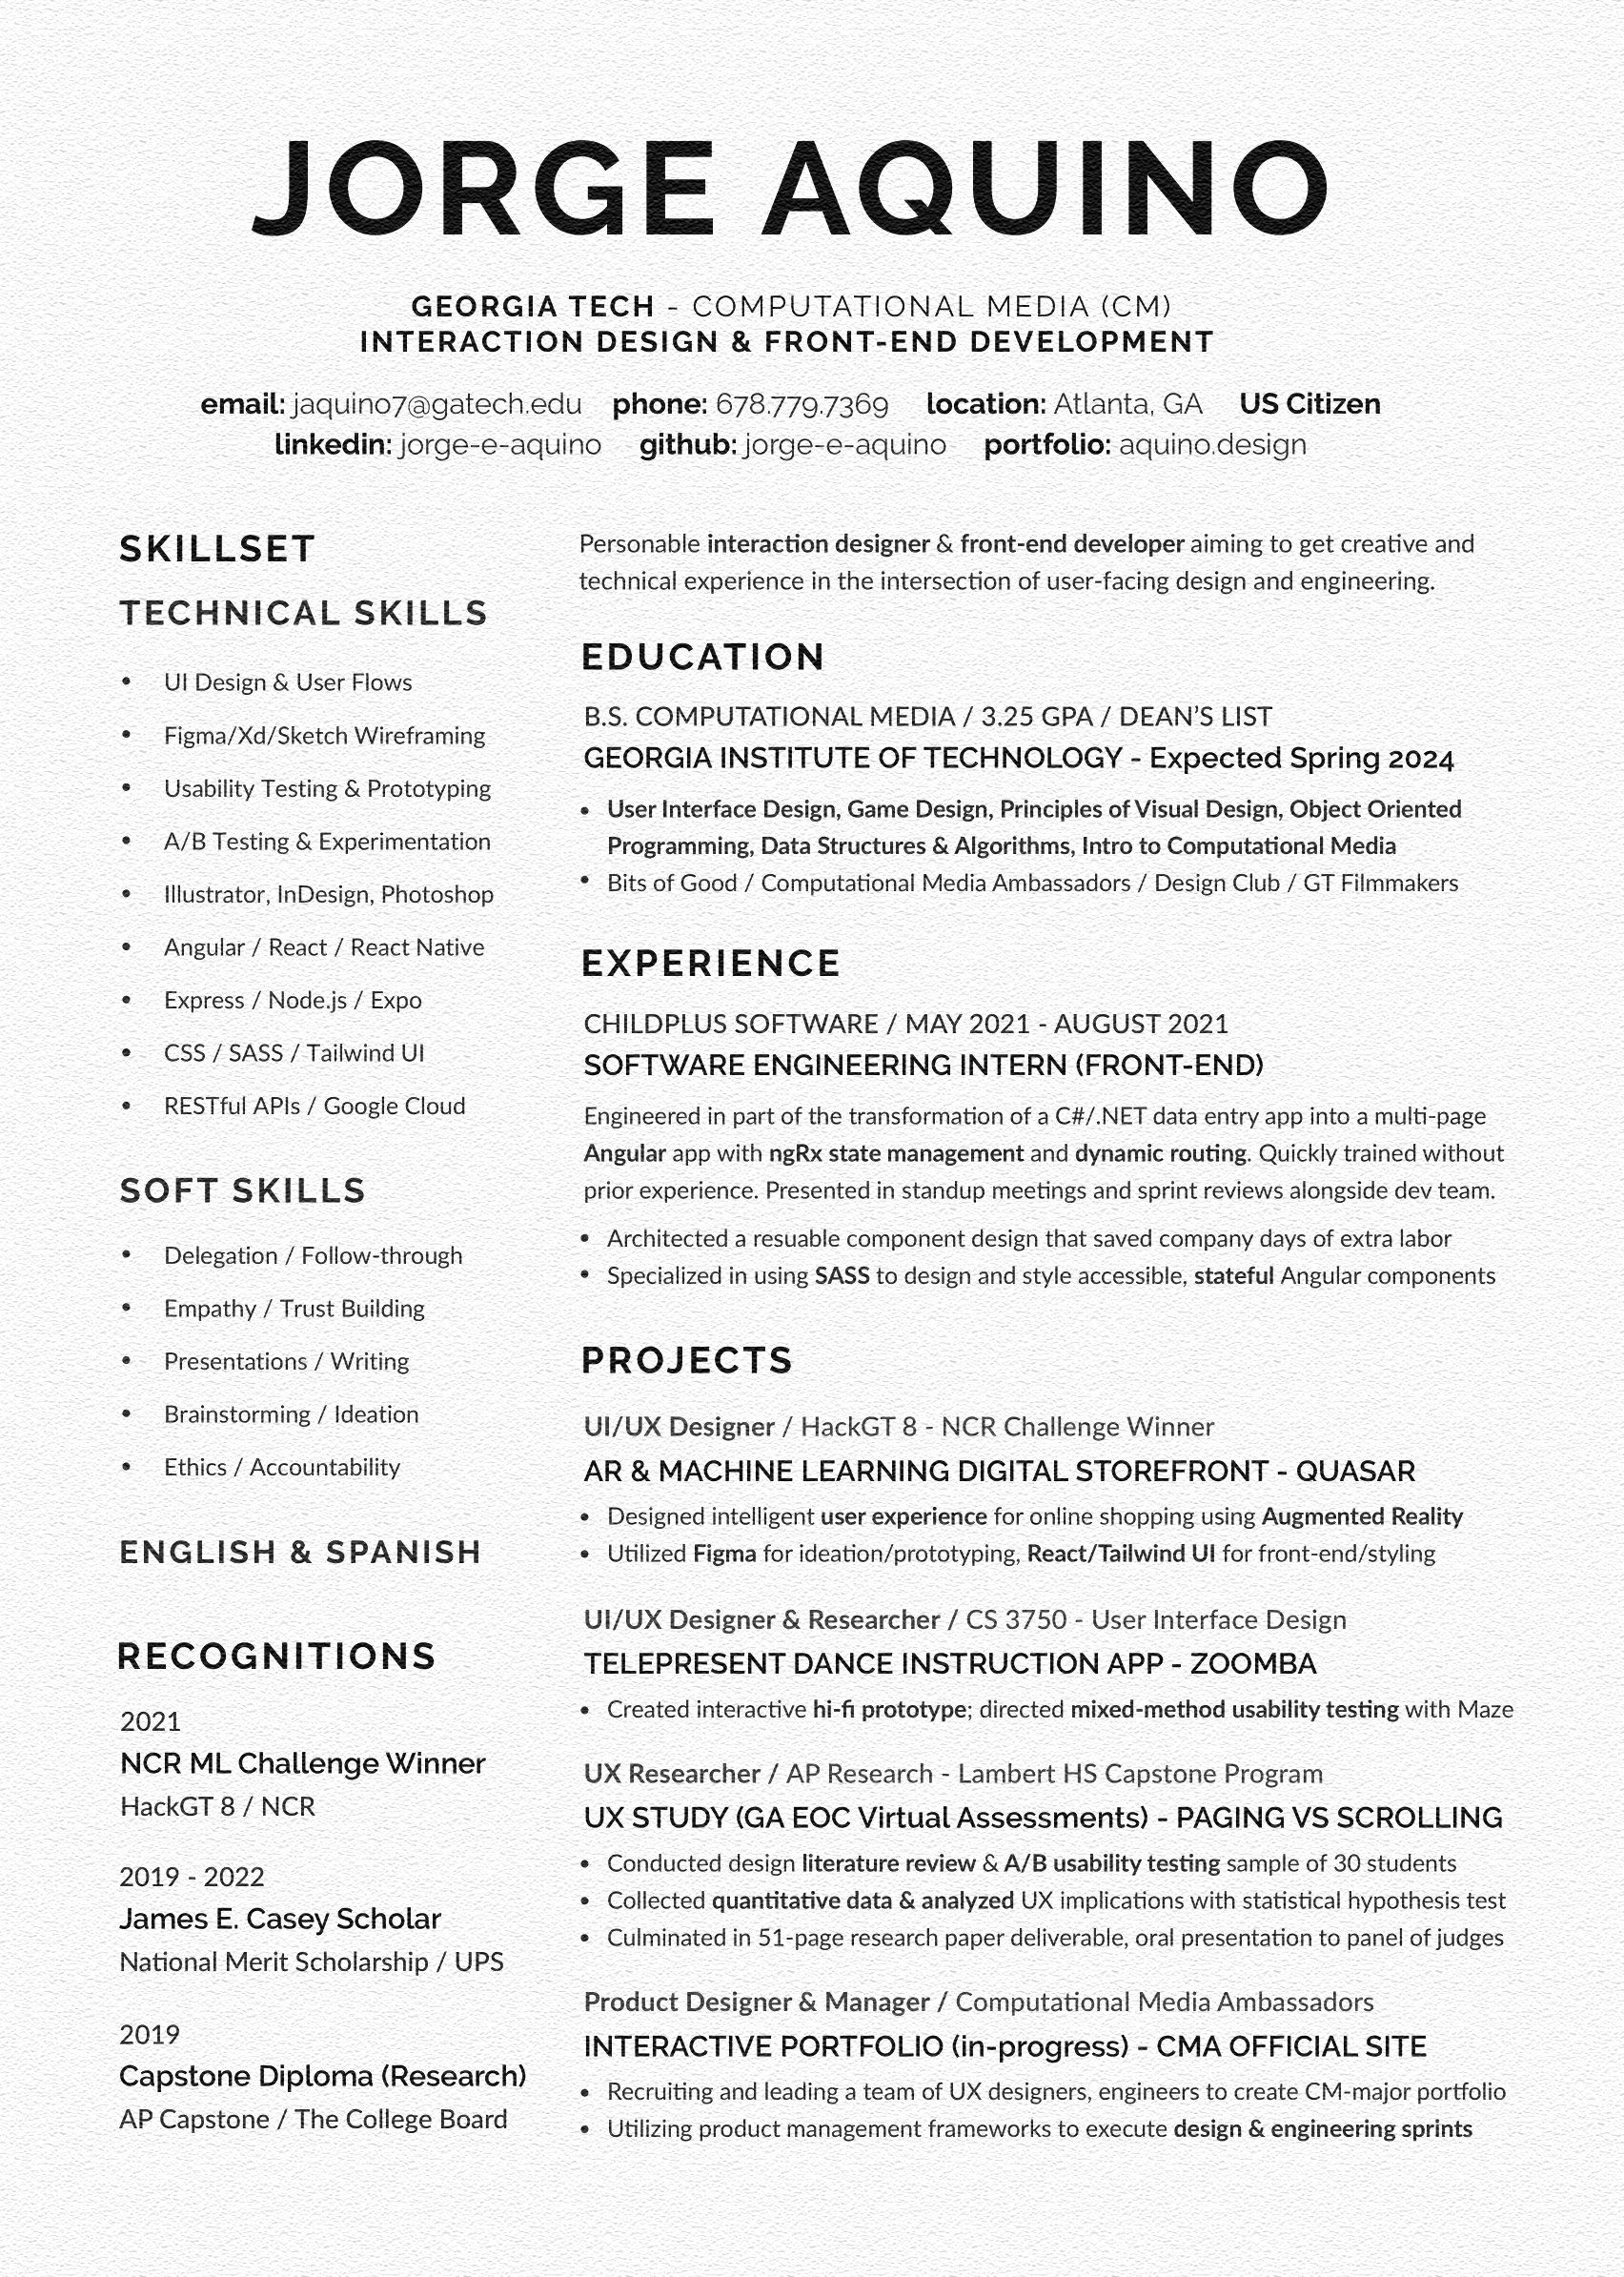 JORGE AQUINO
GEORGIA TECH - COMPUTATIONAL MEDIA (CM)
INTERACTION DESIGN & FRONT-END DEVELOPMENT
email: jaquino7@gatech.edu phone: 678.779.7369 location: Atlanta, GA US Citizen
linkedin: jorge-e-aquino github: jorge-e-aquino portfolio: aquino.design
SKILLSET
TECHNICAL SKILLS
• UI Design & User Flows
• Figma/Xd/Sketch Wireframing
• Usability Testing & Prototyping
• A/B Testing & Experimentation
• Illustrator, InDesign, Photoshop
• Angular / React / React Native
• Express / Node.js / Expo
• CSS / SASS / Tailwind UI
• RESTful APIs / Google Cloud
SOFT SKILLS
• Delegation / Follow-through
• Empathy / Trust Building
• Presentations / Writing
• Brainstorming / Ideation
• Ethics / Accountability
ENGLISH & SPANISH
RECOGNITIONS
2021
NCR ML Challenge Winner
HackGT 8 / NCR
2019 - 2022
James E. Casey Scholar
National Merit Scholarship / UPS
2019
Capstone Diploma (Research)
AP Capstone / The College Board
Personable interaction designer & front-end developer aiming to get creative and
technical experience in the intersection of user-facing design and engineering.
EDUCATION
B.S. COMPUTATIONAL MEDIA / 3.25 GPA / DEAN'S LIST
GEORGIA INSTITUTE OF TECHNOLOGY - Expected Spring 2024
• User Interface Design, Game Design, Principles of Visual Design, Object Oriented
Programming, Data Structures & Algorithms, Intro to Computational Media
• Bits of Good / Computational Media Ambassadors / Design Club / GT Filmmakers
EXPERIENCE
CHILDPLUS SOFTWARE / MAY 2021 - AUGUST 2021
SOFTWARE ENGINEERING INTERN (FRONT-END)
Engineered in part of the transformation of a C#/.NET data entry app into a multi-page
Angular app with ngRx state management and dynamic routing. Quickly trained without
prior experience. Presented in standup meetings and sprint reviews alongside dev team.
• Architected a resuable component design that saved company days of extra labor
• Specialized in using SASS to design and style accessible, stateful Angular components
PROJECTS
UI/UX Designer / HackGT 8 - NCR Challenge Winner
AR & MACHINE LEARNING DIGITAL STOREFRONT - QUASAR
• Designed intelligent user experience for online shopping using Augmented Reality
• Utilized Figma for ideation/prototyping, React/Tailwind UI for front-end/styling
UI/UX Designer & Researcher / CS 3750 - User Interface Design
TELEPRESENT DANCE INSTRUCTION APP - ZOOMBA
• Created interactive hi-fi prototype; directed mixed-method usability testing with Maze
UX Researcher / AP Research - Lambert HS Capstone Program
UX STUDY (GA EOC Virtual Assessments) - PAGING VS SCROLLING
• Conducted design literature review & A/B usability testing sample of 30 students
• Collected quantitative data & analyzed UX implications with statistical hypothesis test
• Culminated in 51-page research paper deliverable, oral presentation to panel of judges
Product Designer & Manager / Computational Media Ambassadors
INTERACTIVE PORTFOLIO (in-progress) - CMA OFFICIAL SITE
• Recruiting and leading a team of UX designers, engineers to create CM-major portfolio
• Utilizing product management frameworks to execute design & engineering sprints